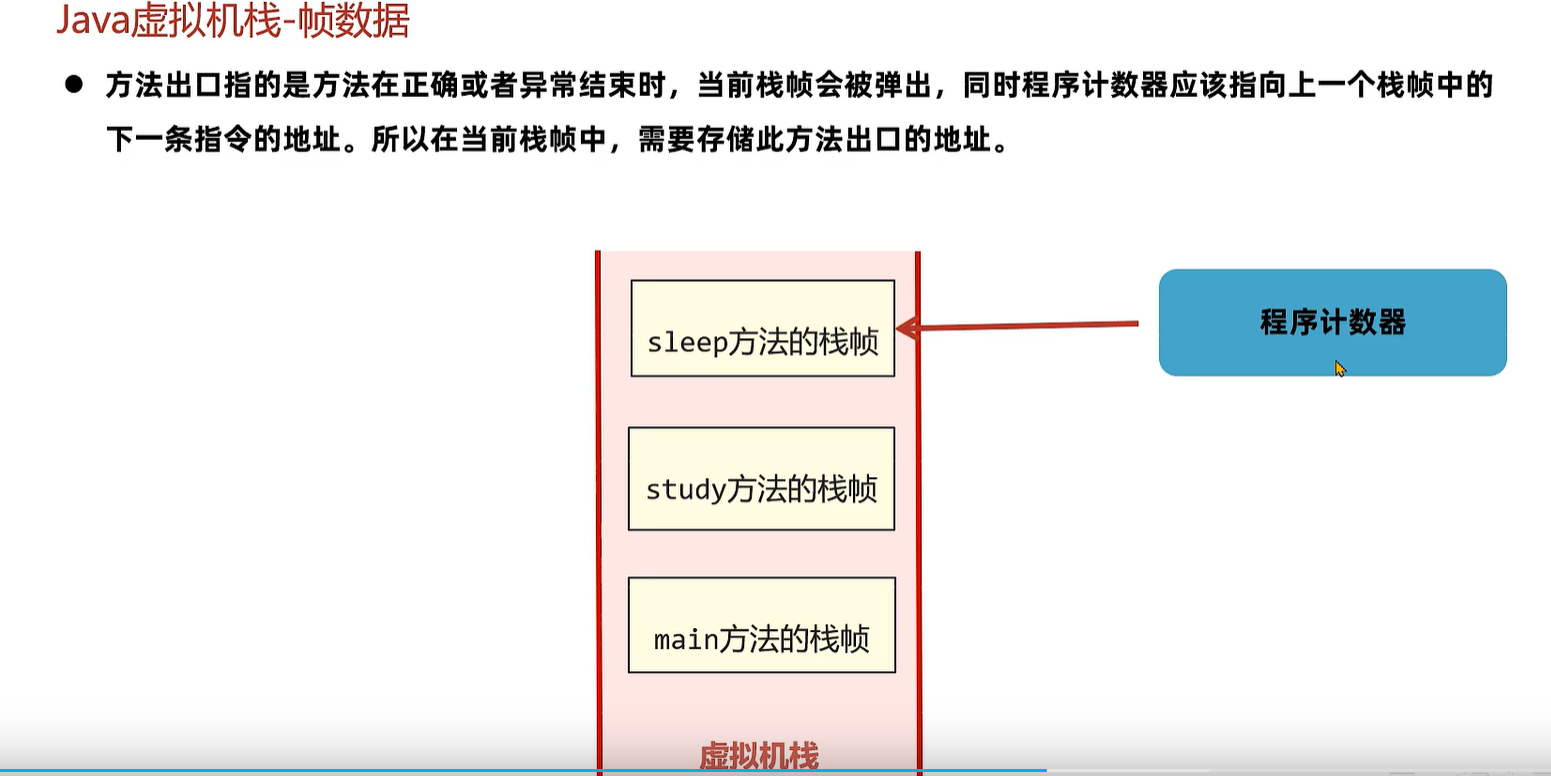 Java虚拟机栈-帧数据
● 方法出口指的是方法在正确或者异常结束时，当前栈帧会被弹出，同时程序计数器应该指向上一个栈帧中的
下一条指令的地址。所以在当前栈帧中，需要存储此方法出口的地址。
sleep方法的栈帧
程序计数器
study方法的栈帧
main方法的栈帧
虚拟机栈